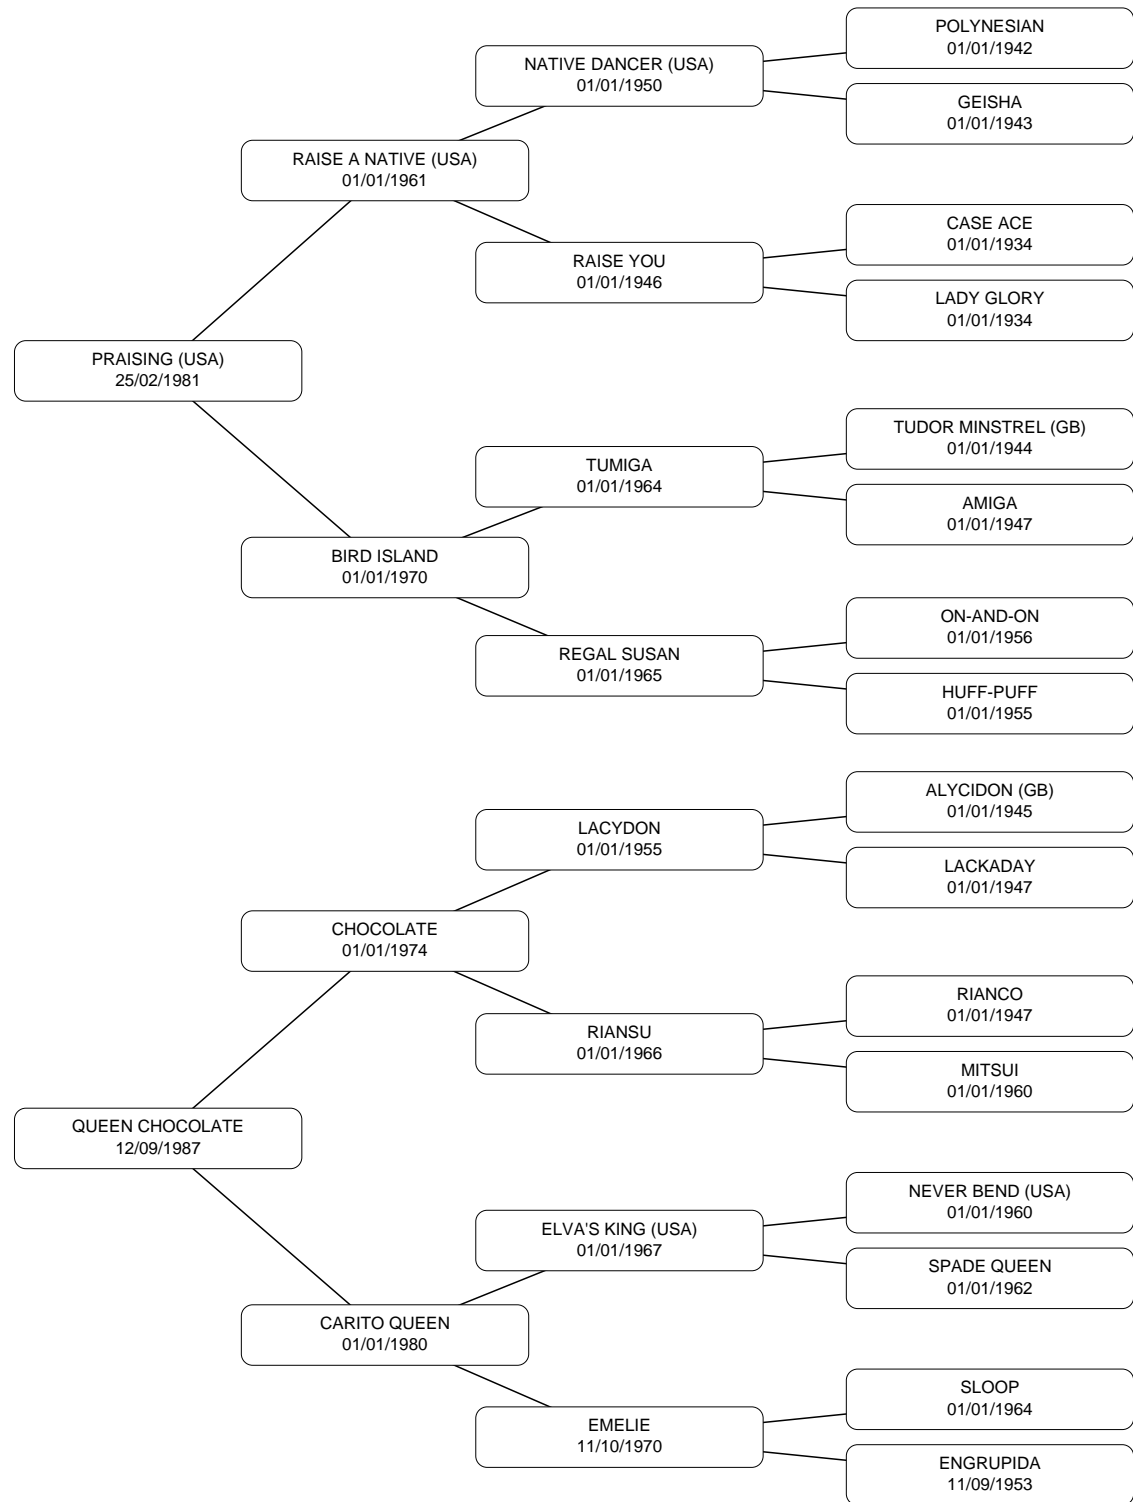 POLYNESIAN
01/01/1942
NATIVE DANCER (USA)
01/01/1950
GEISHA
01/01/1943
RAISE A NATIVE (USA)
01/01/1961
CASE ACE
01/01/1934
RAISE YOU
01/01/1946
LADY GLORY
01/01/1934
PRAISING (USA)
25/02/1981
TUDOR MINSTREL (GB)
01/01/1944
TUMIGA
01/01/1964
AMIGA
01/01/1947
BIRD ISLAND
01/01/1970
ON-AND-ON
01/01/1956
REGAL SUSAN
01/01/1965
HUFF-PUFF
01/01/1955
ALYCIDON (GB)
01/01/1945
LACYDON
01/01/1955
LACKADAY
01/01/1947
CHOCOLATE
01/01/1974
RIANCO
01/01/1947
RIANSU
01/01/1966
MITSUI
01/01/1960
QUEEN CHOCOLATE
12/09/1987
NEVER BEND (USA)
01/01/1960
ELVA'S KING (USA)
01/01/1967
SPADE QUEEN
01/01/1962
CARITO QUEEN
01/01/1980
SLOOP
01/01/1964
EMELIE
11/10/1970
ENGRUPIDA
11/09/1953